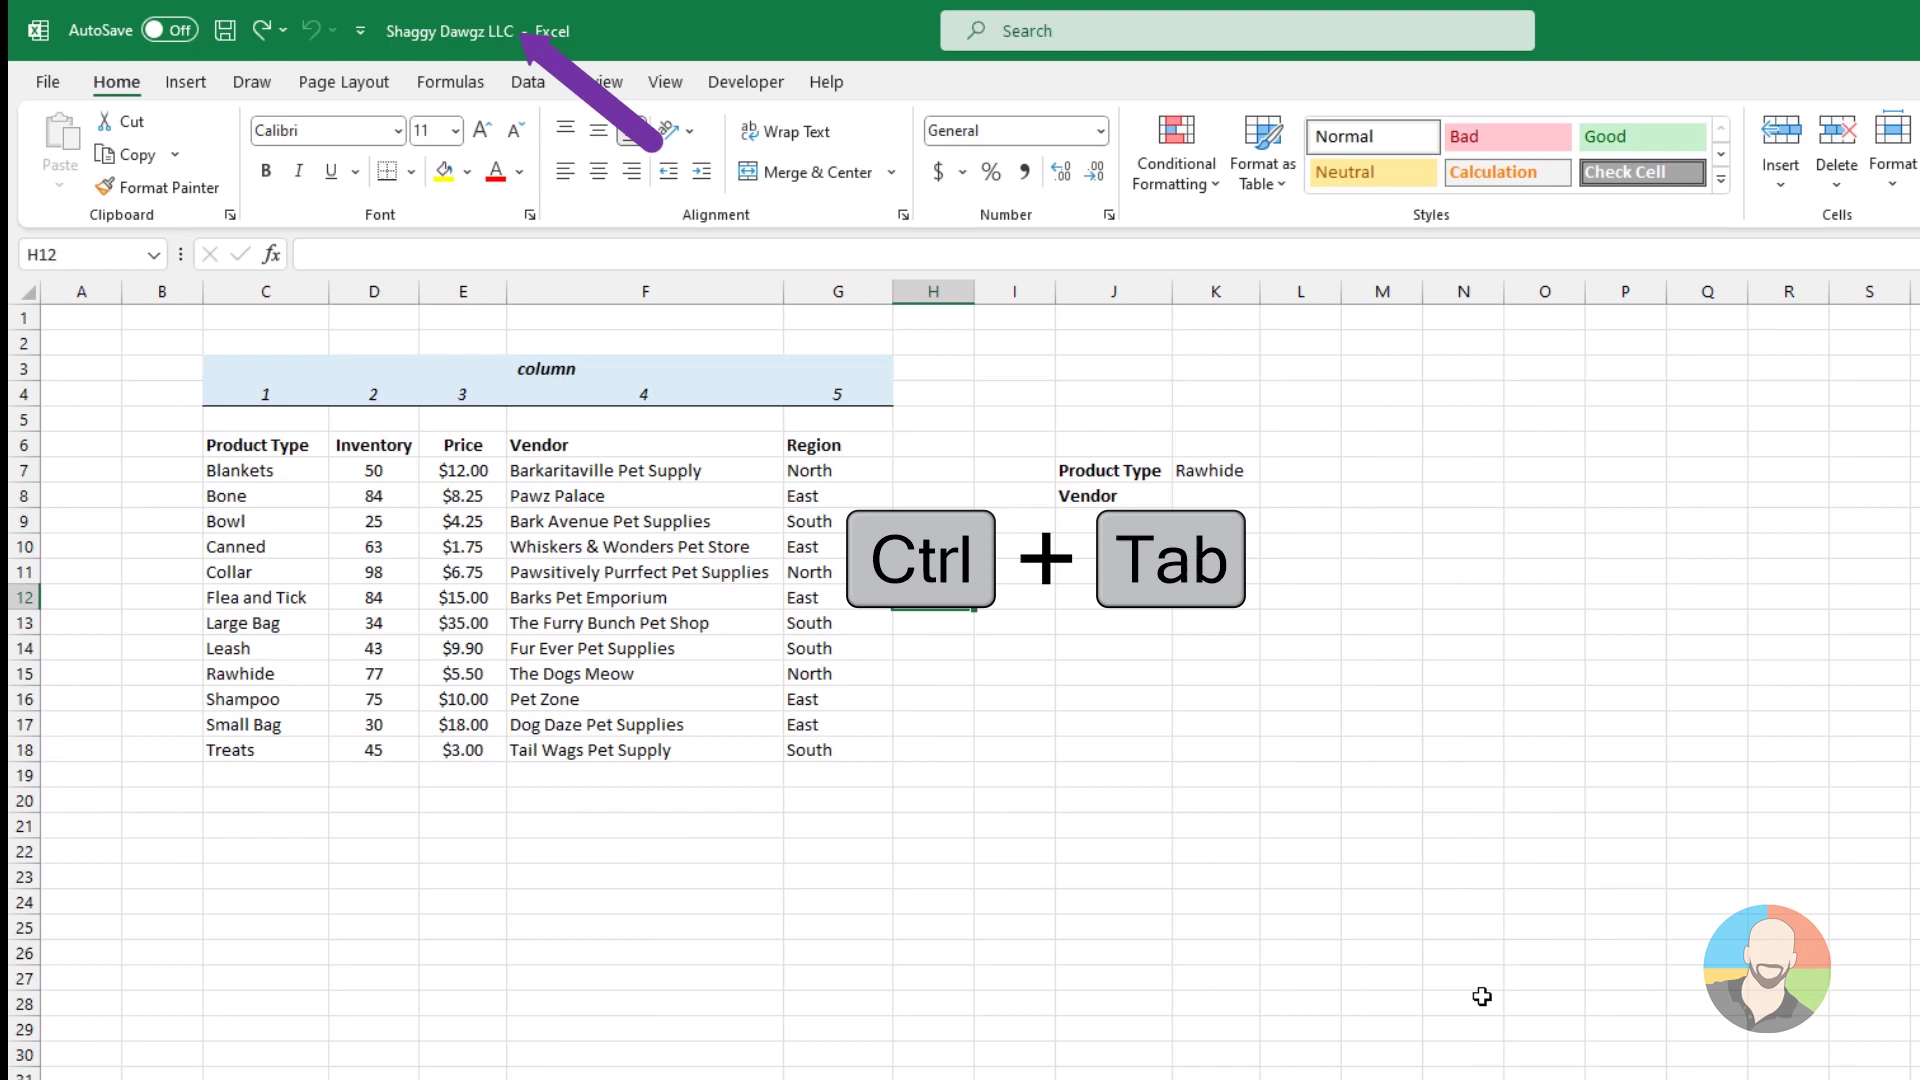 AutoSave Off Shaggy Dawgz LLC - Excel Search
File Home Insert Draw Page Layout Formulas Data View Developer Help
Paste Cut Copy Format Painter Clipboard
Calibri 11 A A B I U A Font
ab Wrap Text Merge & Center Alignment
General $ % , .00 .00 Number
Conditional Formatting Format as Table
Normal Bad Good
Neutral Calculation Check Cell
Styles
Insert Delete Format
Cells
H12 fx
A B C D E F G H I J K L M N O P Q R S
1
2
3 column
4 1 2 3 4 5
5
6 Product Type Inventory Price Vendor Region
7 Blankets 50 $12.00 Barkaritaville Pet Supply North Product Type Rawhide
8 Bone 84 $8.25 Pawz Palace East Vendor
9 Bowl 25 $4.25 Bark Avenue Pet Supplies South
10 Canned 63 $1.75 Whiskers & Wonders Pet Store East
Ctrl + Tab
11 Collar 98 $6.75 Pawsitively Purrfect Pet Supplies North
12 Flea and Tick 84 $15.00 Barks Pet Emporium East
13 Large Bag 34 $35.00 The Furry Bunch Pet Shop South
14 Leash 43 $9.90 Fur Ever Pet Supplies South
15 Rawhide 77 $5.50 The Dogs Meow North
16 Shampoo 75 $10.00 Pet Zone East
17 Small Bag 30 $18.00 Dog Daze Pet Supplies East
18 Treats 45 $3.00 Tail Wags Pet Supply South
19
20
21
22
23
24
25
26
27
28
29
30
31